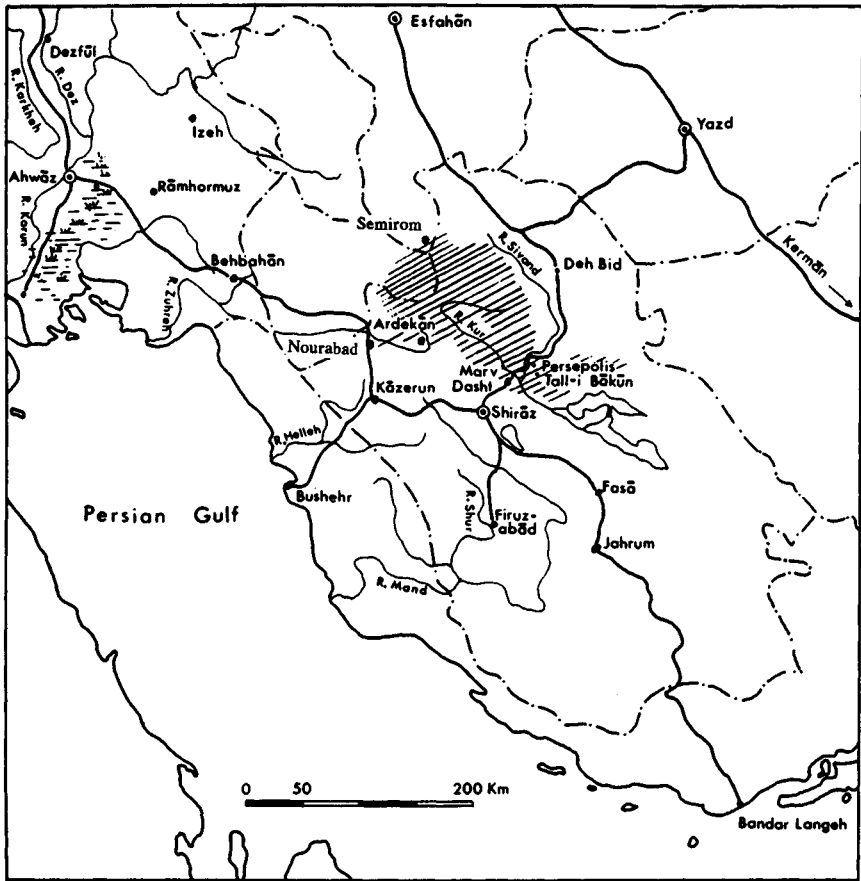 Esfahān
Dezfūl
R. Karkheh
R. Dez
Izeh
Yazd
Ahwāz
Rāmhormuz
R. Karun
Semirom
R. Sivand
Behbahān
Deh Bid
Kermān
R. Zuhreh
Ardekān
R. Kur
Nourabad
Marv
Dasht
Persepolis
Tall-i Bākūn
Kāzerun
Shirāz
R. Helleh
Bushehr
Fasā
Persian Gulf
R. Shur
Firuz-
ābād
Jahrum
R. Mand
0 50 200 Km
Bandar Langeh